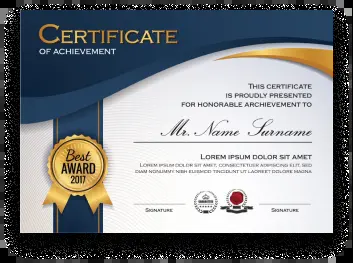 CERTIFICATE
OF ACHIEVEMENT
THIS CERTIFICATE
IS PROUDLY PRESENTED
FOR HONORABLE ARCHIEVEMENT TO
Mr. Name Surname
Best
AWARD
2017
LOREM IPSUM DOLOR SIT AMET
LOREM IPSUM DOLOR SIT AMET, CONSECTETUER ADIPISCING ELIT, SED
DIAM NONUMMY NIBH EUISMOD TINCIDUNT UT LAOREET DOLORE MAGNA
SIGNATURE
SIGNATURE